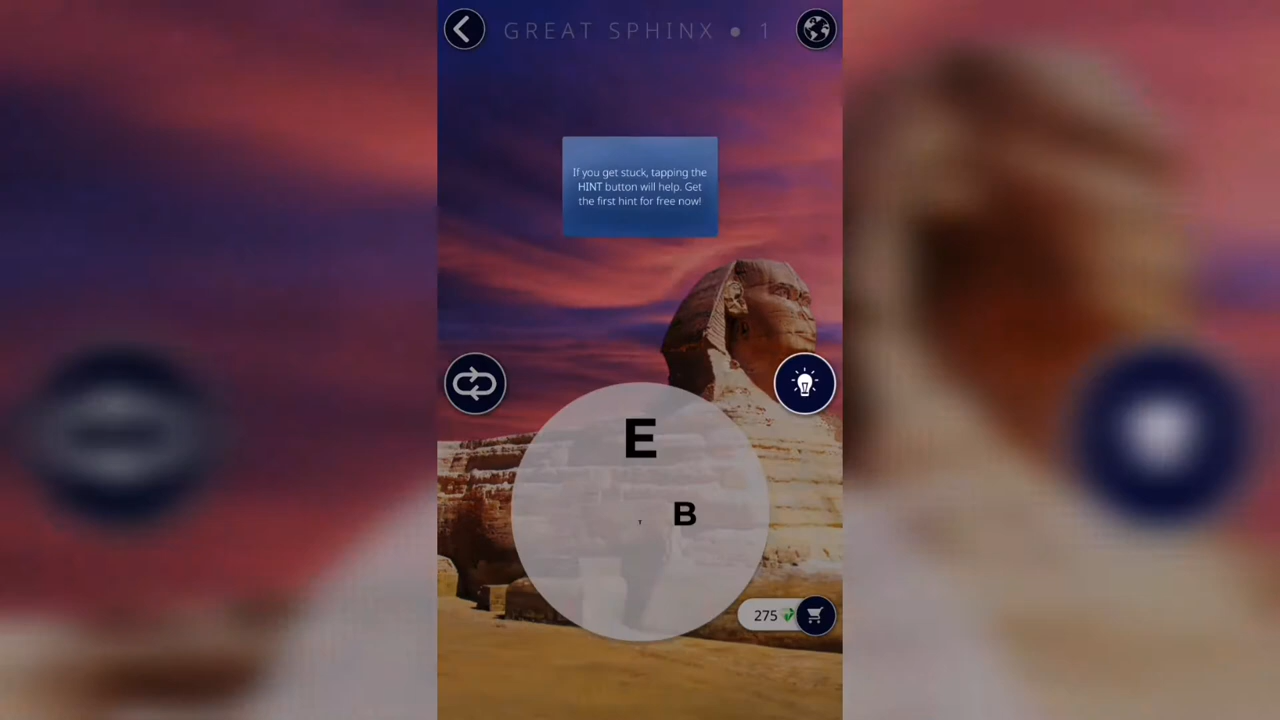 GREAT SPHINX ● 1
If you get stuck, tapping the
HINT button will help. Get
the first hint for free now!
E
B
T
275